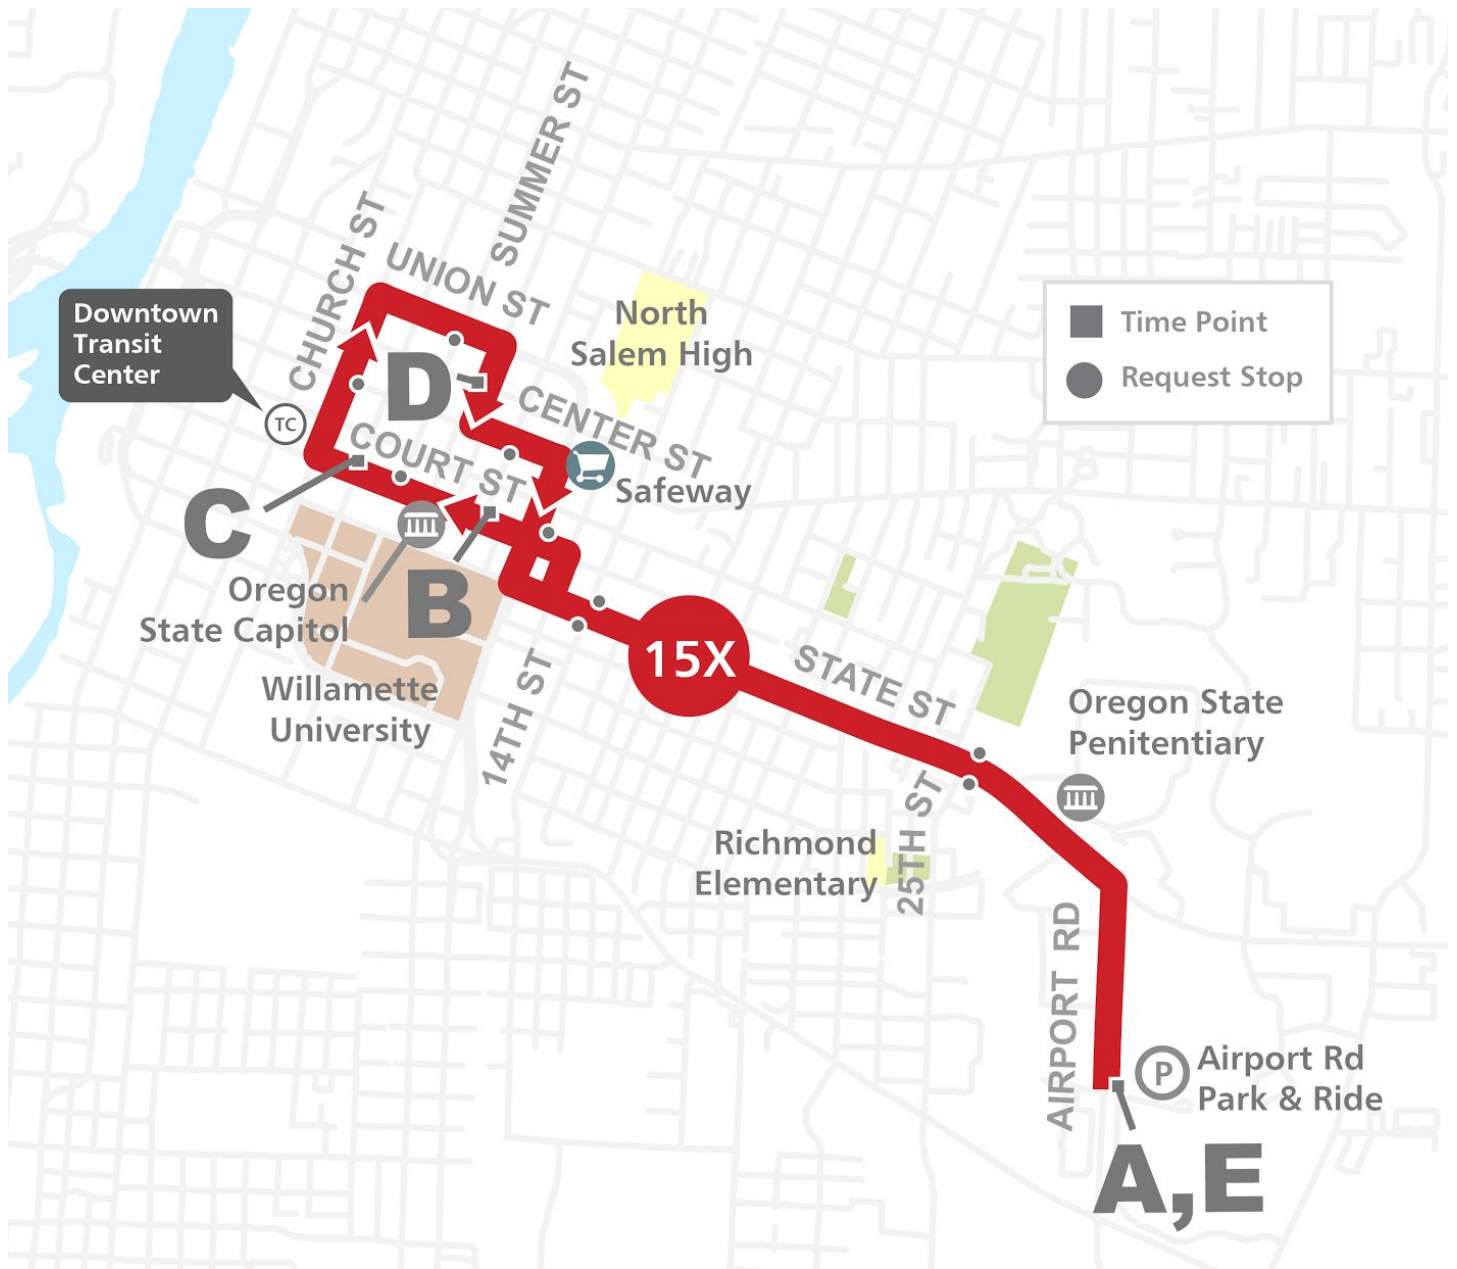 SUMMER ST
CHURCH ST
UNION ST
Downtown
Transit
Center
TC
North
Salem High
Time Point
Request Stop
D
CENTER ST
COURT ST
Safeway
C
B
Oregon
State Capitol
Willamette
University
14TH ST
15X
STATE ST
Oregon State
Penitentiary
25TH ST
Richmond
Elementary
AIRPORT RD
P
Airport Rd
Park & Ride
A,E